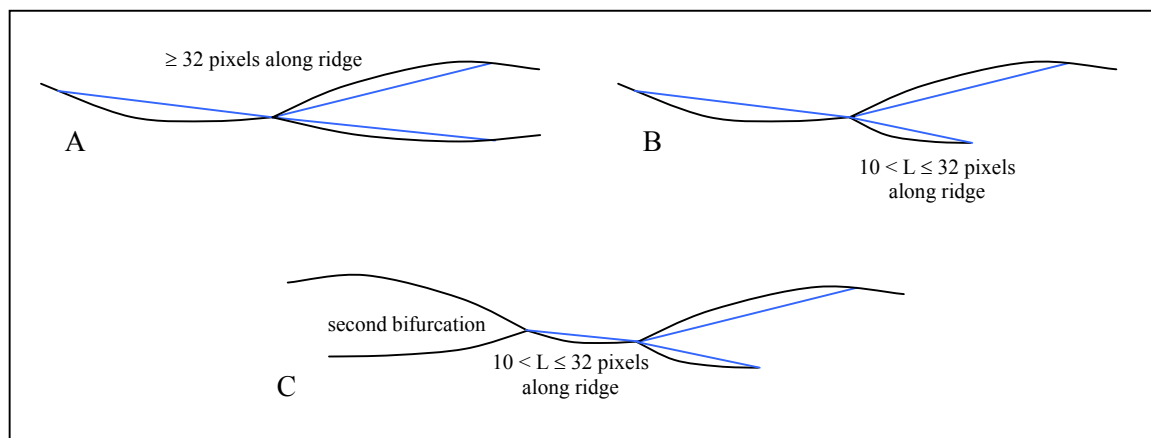 ≥ 32 pixels along ridge
A
B
10 < L ≤ 32 pixels
along ridge
second bifurcation
10 < L ≤ 32 pixels
along ridge
C